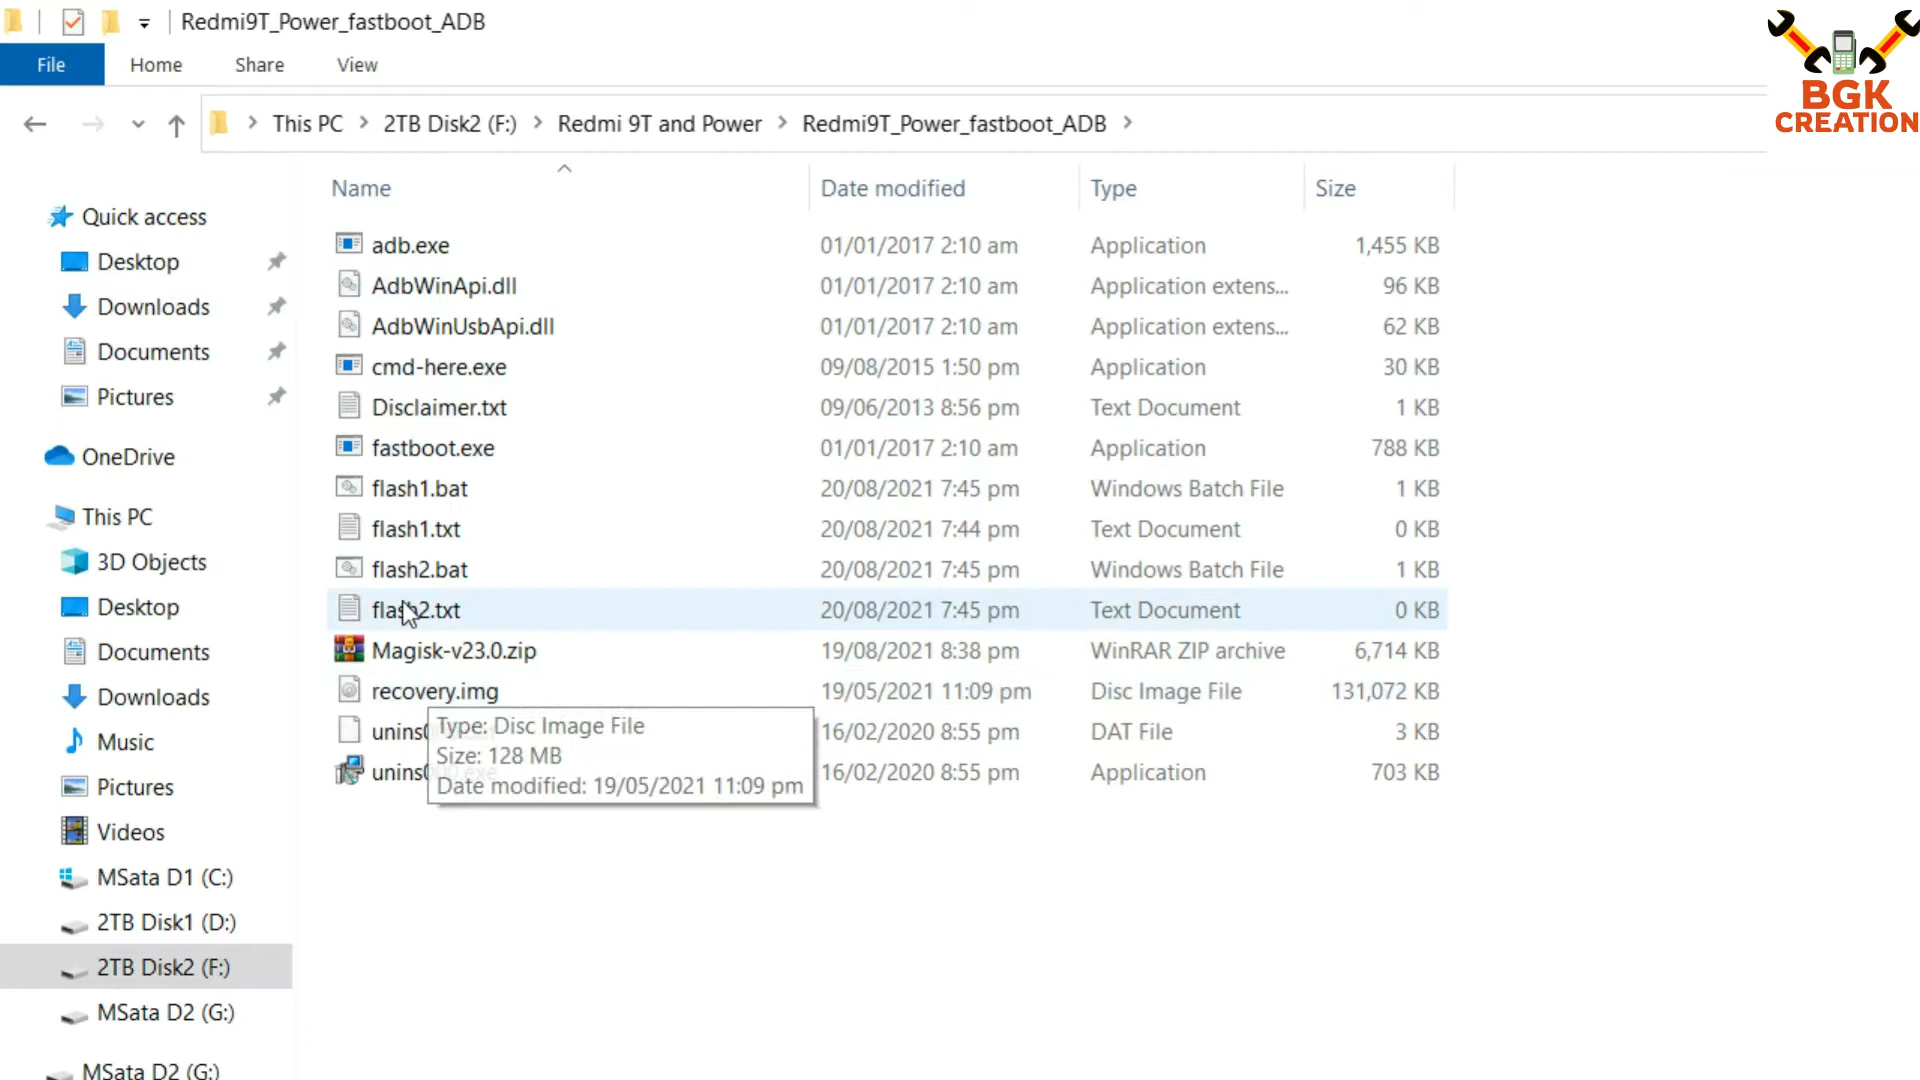 Redmi9T_Power_fastboot_ADB
File Home Share View
This PC 2TB Disk2 (F:) Redmi 9T and Power Redmi9T_Power_fastboot_ADB
BGK
CREATION
Name Date modified Type Size
Quick access
Desktop
Downloads
Documents
Pictures
OneDrive
This PC
3D Objects
Desktop
Documents
Downloads
Music
Pictures
Videos
MSata D1 (C:)
2TB Disk1 (D:)
2TB Disk2 (F:)
MSata D2 (G:)
MSata D2 (G:)
adb.exe 01/01/2017 2:10 am Application 1,455 KB
AdbWinApi.dll 01/01/2017 2:10 am Application extens... 96 KB
AdbWinUsbApi.dll 01/01/2017 2:10 am Application extens... 62 KB
cmd-here.exe 09/08/2015 1:50 pm Application 30 KB
Disclaimer.txt 09/06/2013 8:56 pm Text Document 1 KB
fastboot.exe 01/01/2017 2:10 am Application 788 KB
flash1.bat 20/08/2021 7:45 pm Windows Batch File 1 KB
flash1.txt 20/08/2021 7:44 pm Text Document 0 KB
flash2.bat 20/08/2021 7:45 pm Windows Batch File 1 KB
flash2.txt 20/08/2021 7:45 pm Text Document 0 KB
Magisk-v23.0.zip 19/08/2021 8:38 pm WinRAR ZIP archive 6,714 KB
recovery.img 19/05/2021 11:09 pm Disc Image File 131,072 KB
16/02/2020 8:55 pm DAT File 3 KB
16/02/2020 8:55 pm Application 703 KB
Type: Disc Image File
Size: 128 MB
Date modified: 19/05/2021 11:09 pm